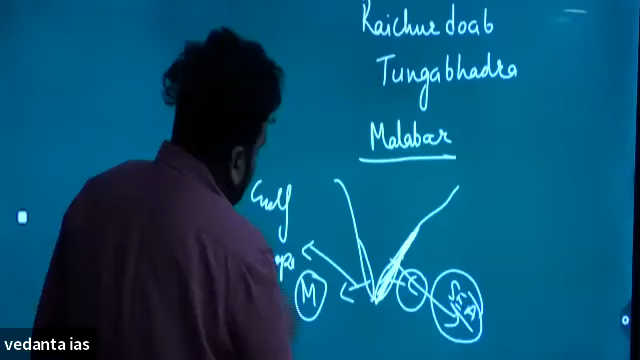 Raichur doab
Tungabhadra
Malabar
Gulf
M
C
vedanta ias